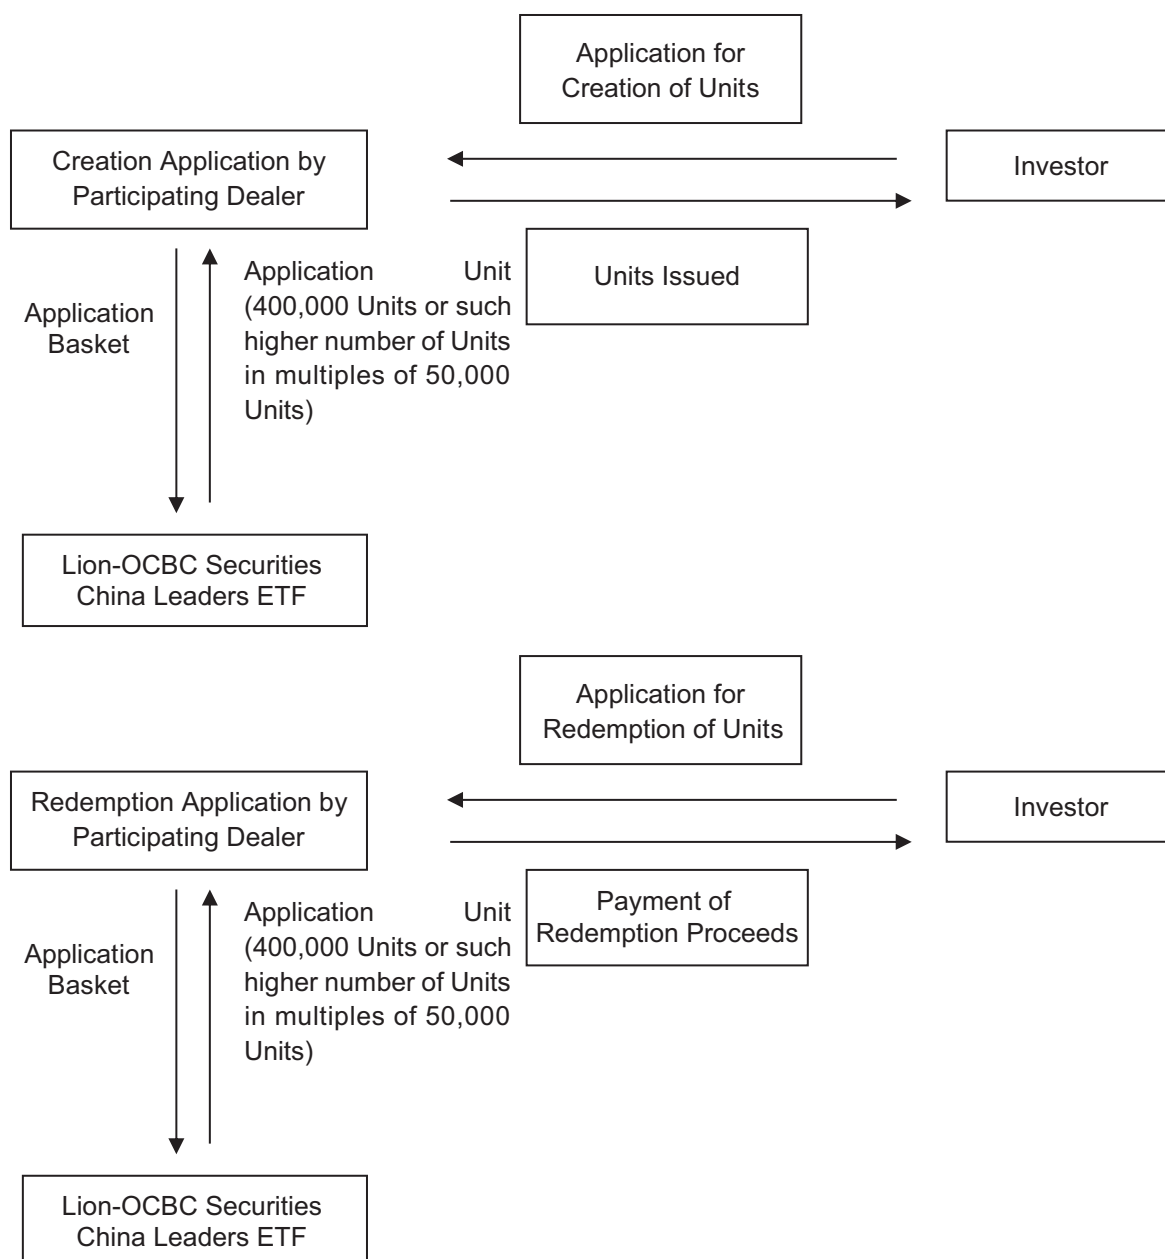 Application for
Creation of Units
Creation Application by
Participating Dealer
Investor
Units Issued
Application
Basket
Application Unit
(400,000 Units or such
higher number of Units
in multiples of 50,000
Units)
Lion-OCBC Securities
China Leaders ETF
Application for
Redemption of Units
Redemption Application by
Participating Dealer
Investor
Payment of
Redemption Proceeds
Application
Basket
Application Unit
(400,000 Units or such
higher number of Units
in multiples of 50,000
Units)
Lion-OCBC Securities
China Leaders ETF